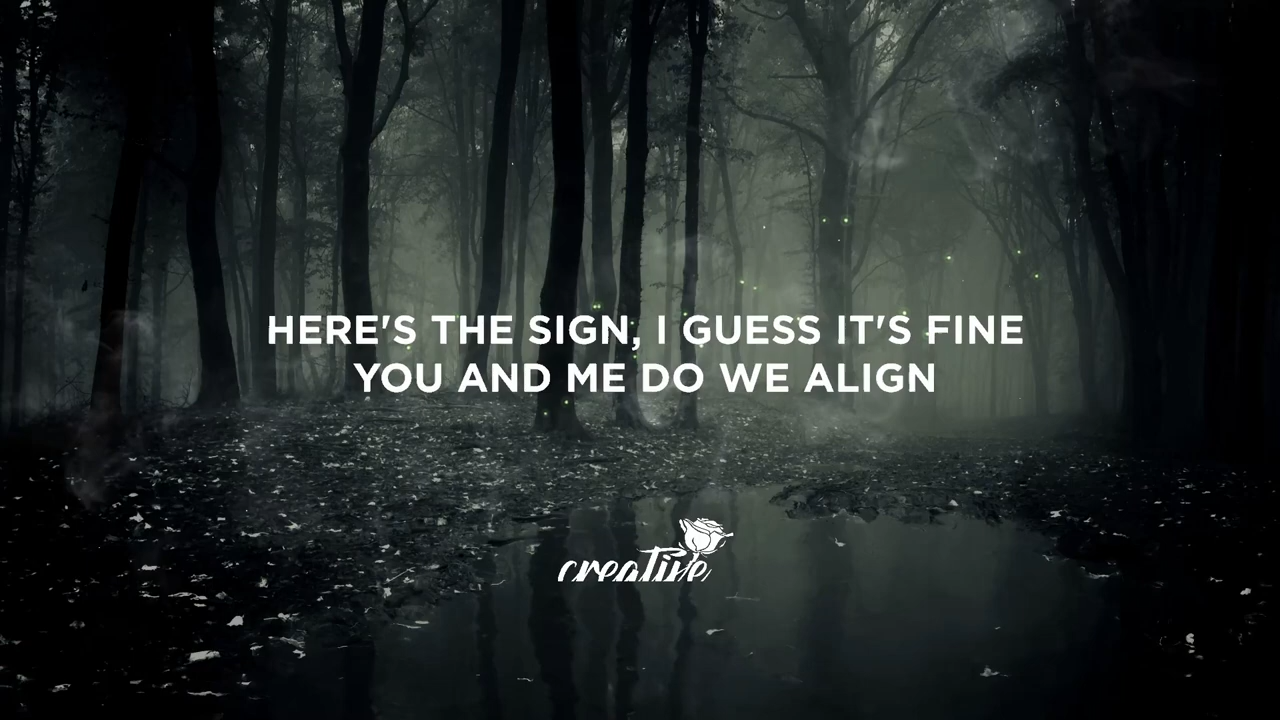 HERE'S THE SIGN, I GUESS IT'S FINE
YOU AND ME DO WE ALIGN
creative